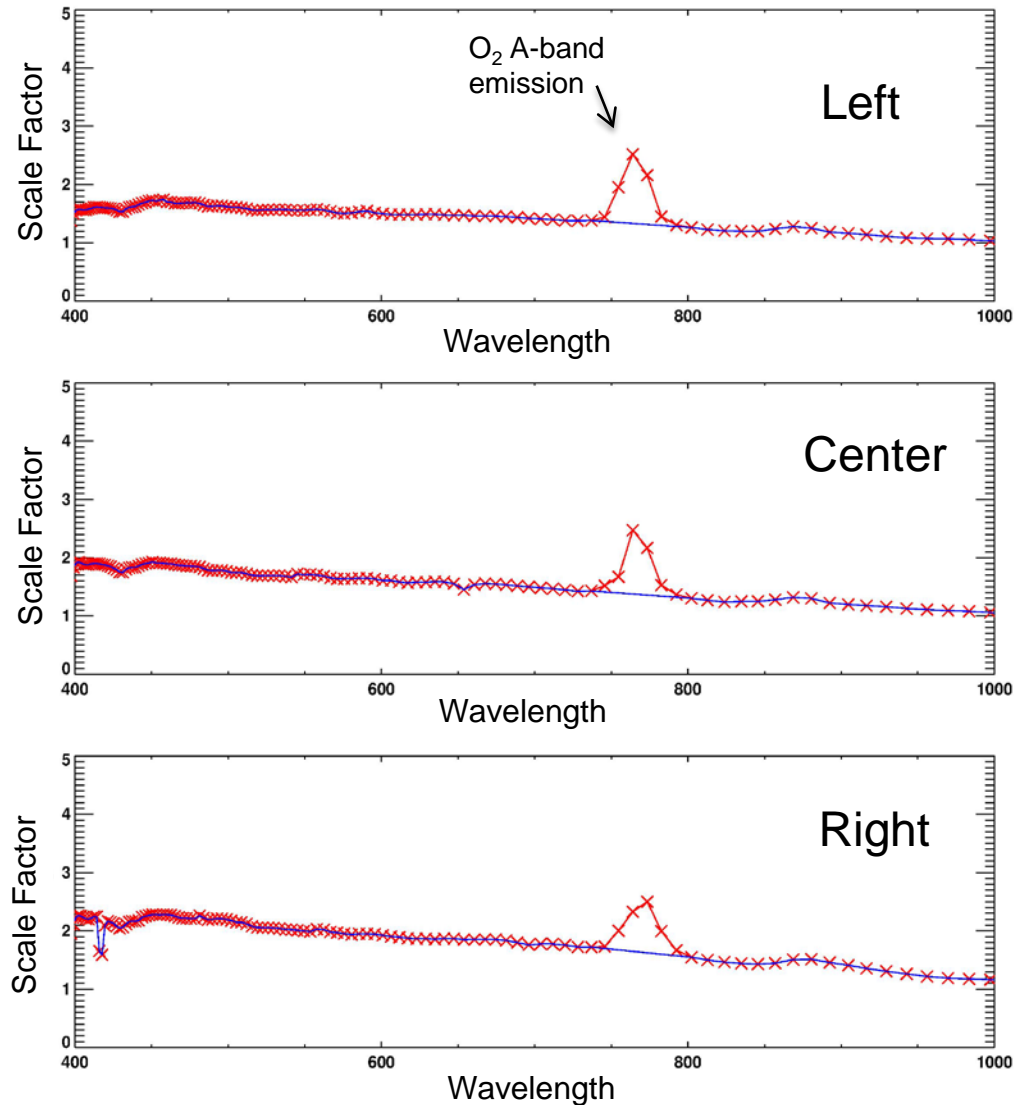 5
4
3
2
1
0
Scale Factor
O₂ A-band
emission
Left
400
600
800
1000
Wavelength
5
4
3
2
1
0
Scale Factor
Center
400
600
800
1000
Wavelength
5
4
3
2
1
0
Scale Factor
Right
400
600
800
1000
Wavelength